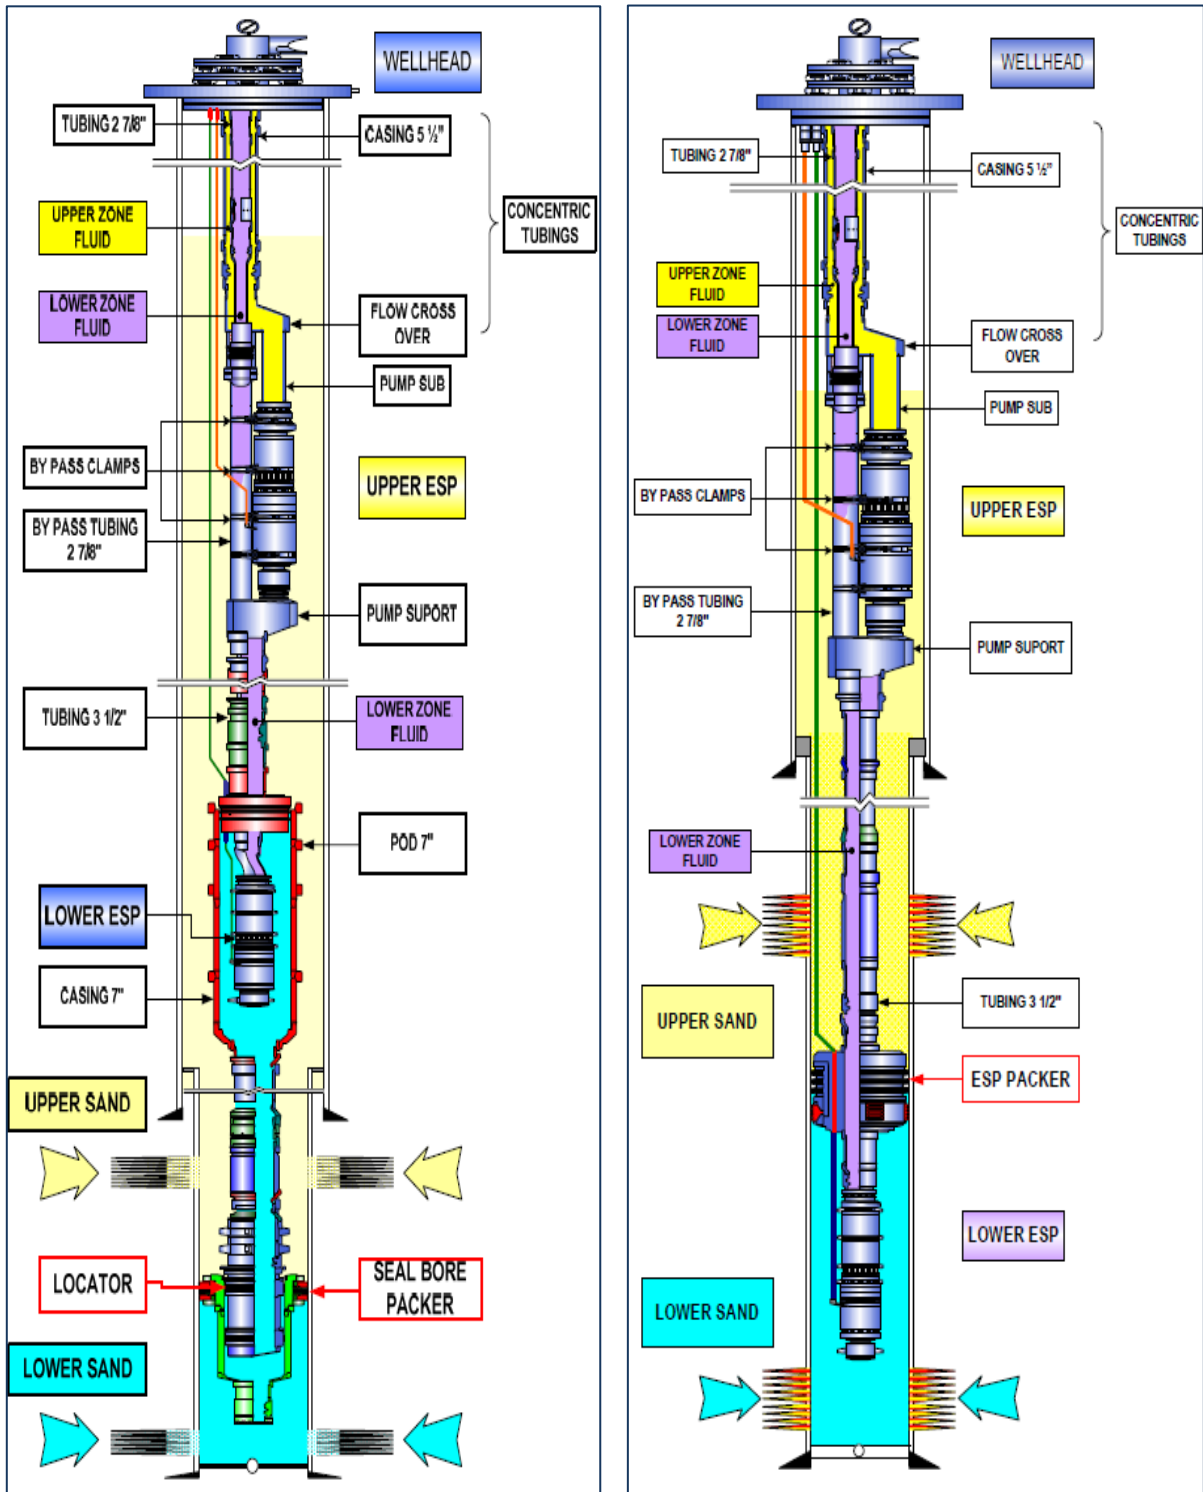 WELLHEAD
TUBING 2 7/8"
CASING 5 ½"
UPPER ZONE
FLUID
CONCENTRIC
TUBINGS
LOWER ZONE
FLUID
FLOW CROSS
OVER
PUMP SUB
BY PASS CLAMPS
UPPER ESP
BY PASS TUBING
2 7/8"
PUMP SUPORT
TUBING 3 1/2"
LOWER ZONE
FLUID
POD 7"
LOWER ESP
CASING 7"
UPPER SAND
LOCATOR
SEAL BORE
PACKER
LOWER SAND
WELLHEAD
TUBING 2 7/8"
CASING 5 ½"
CONCENTRIC
TUBINGS
UPPER ZONE
FLUID
LOWER ZONE
FLUID
FLOW CROSS
OVER
PUMP SUB
BY PASS CLAMPS
UPPER ESP
BY PASS TUBING
2 7/8"
PUMP SUPORT
LOWER ZONE
FLUID
TUBING 3 1/2"
UPPER SAND
ESP PACKER
LOWER ESP
LOWER SAND